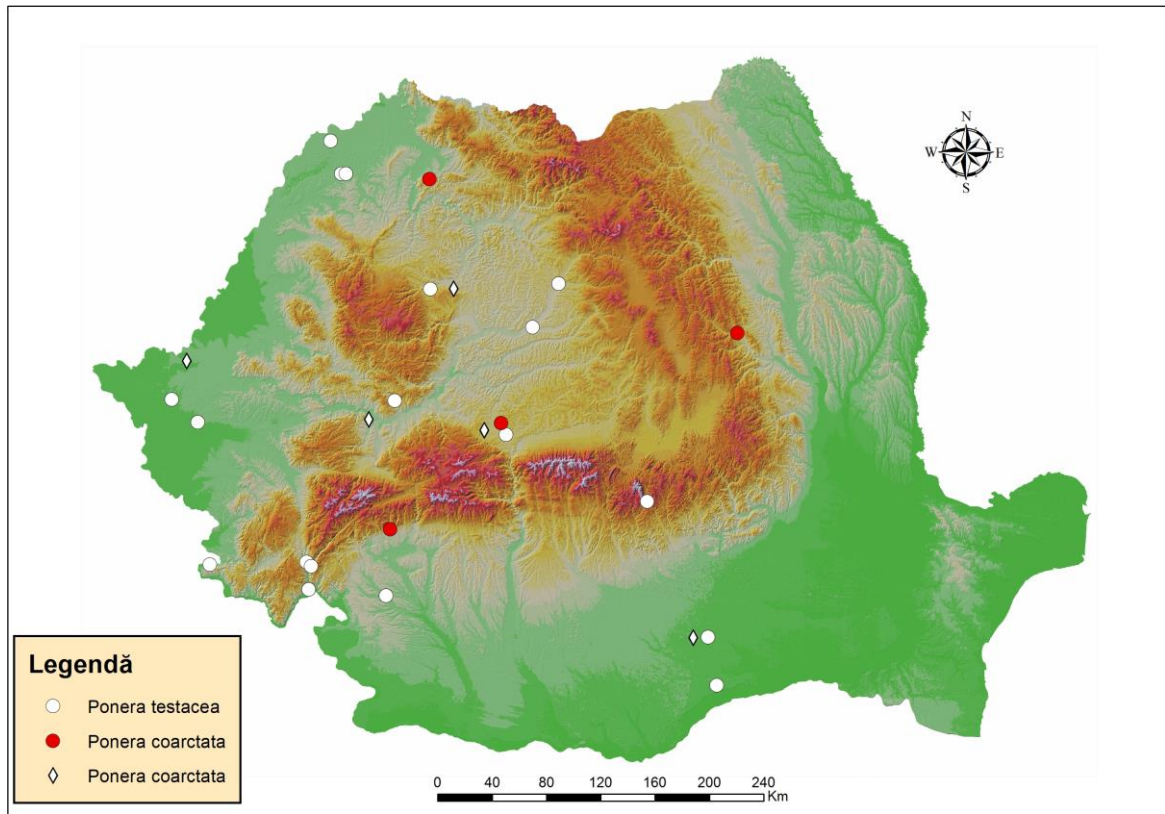 N
W E
S
Legendă
Ponera testacea
Ponera coarctata
Ponera coarctata
0 40 80 120 160 200 240
Km